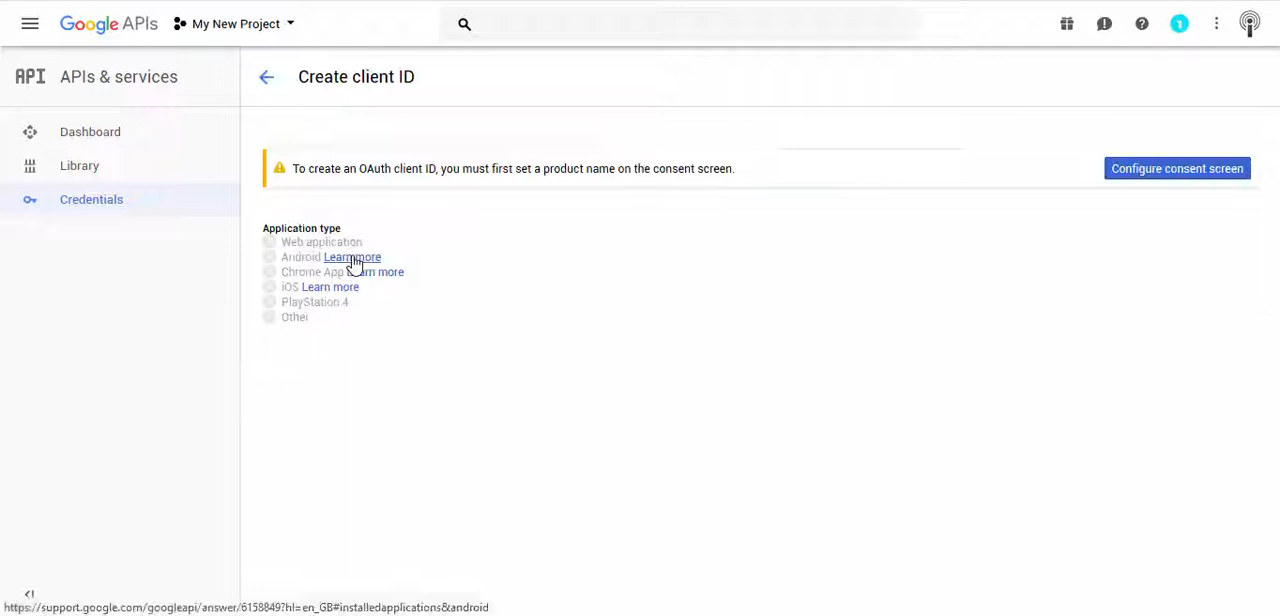 Google APIs My New Project
1
API APIs & services
Create client ID
Dashboard
Library
Credentials
To create an OAuth client ID, you must first set a product name on the consent screen.
Configure consent screen
Application type
Web application
Android Learn more
Chrome App Learn more
iOS Learn more
PlayStation 4
Other
https://support.google.com/googleapi/answer/6158849?hl=en_GB#installedapplications&android